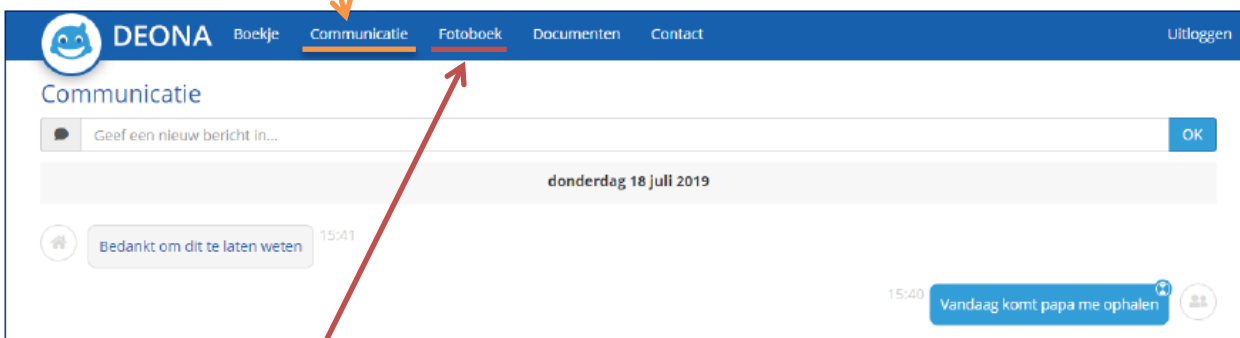 DEONA Boekje Communicatie Fotoboek Documenten Contact Uitloggen
Communicatie
Geef een nieuw bericht in... OK
donderdag 18 juli 2019
Bedankt om dit te laten weten 15:41
15:40 Vandaag komt papa me ophalen